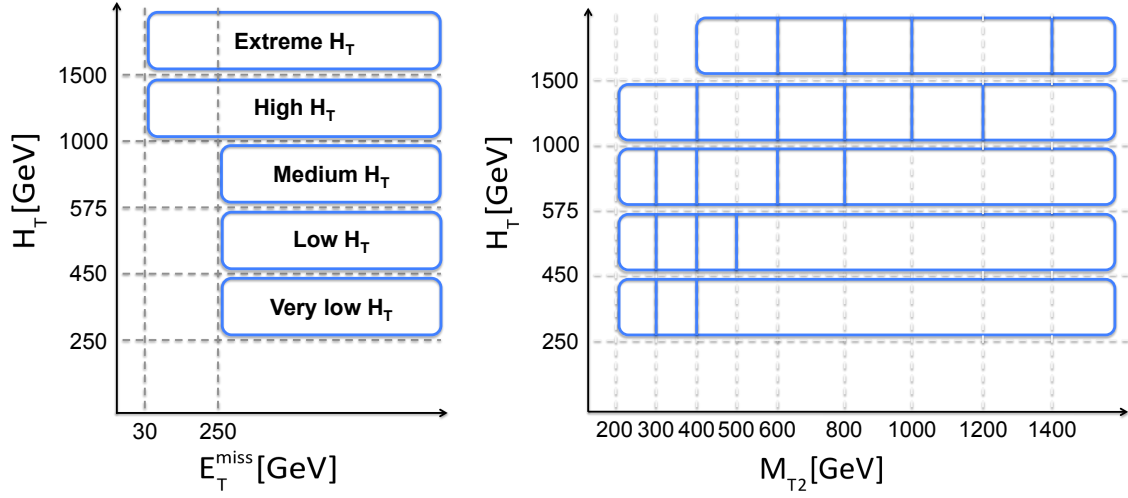 Extreme H_T
1500
High H_T
1000
Medium H_T
575
Low H_T
450
Very low H_T
250
H_T [GeV]
30 250
E_T^miss [GeV]
1500
1000
575
450
250
H_T [GeV]
200 300 400 500 600 800 1000 1200 1400
M_T2 [GeV]